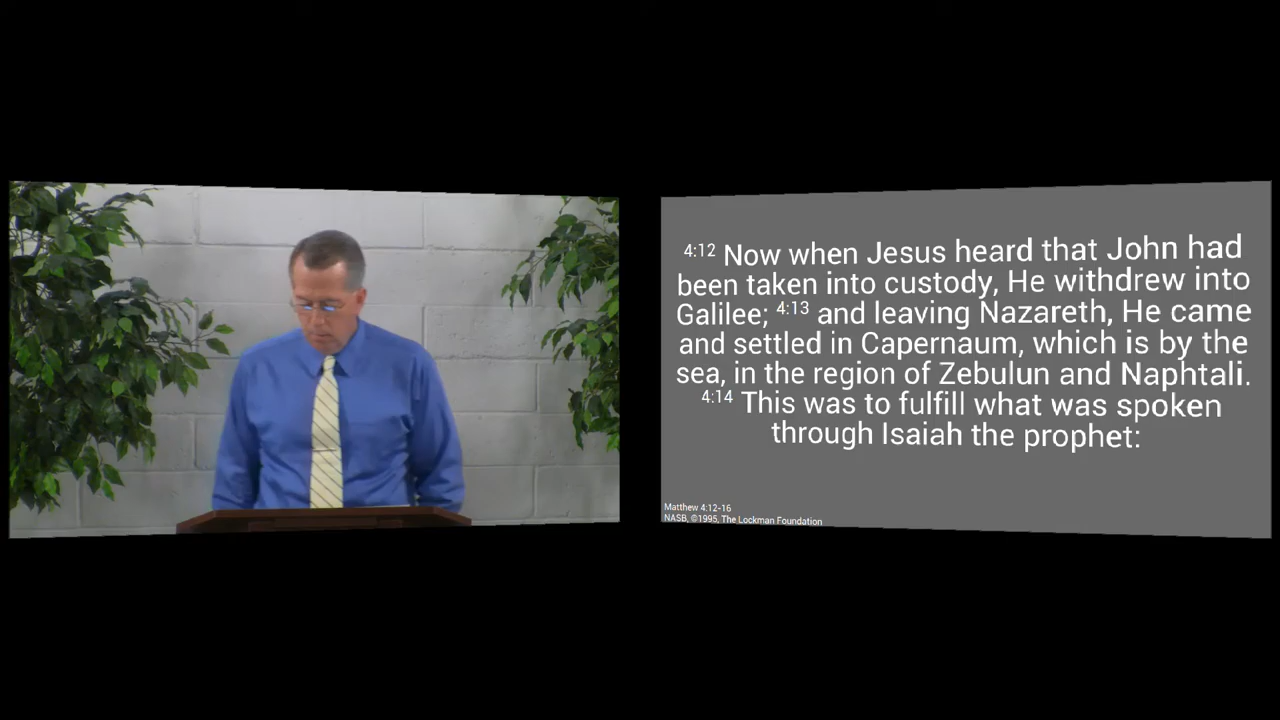 4:12 Now when Jesus heard that John had
been taken into custody, He withdrew into
Galilee; 4:13 and leaving Nazareth, He came
and settled in Capernaum, which is by the
sea, in the region of Zebulun and Naphtali.
4:14 This was to fulfill what was spoken
through Isaiah the prophet:
Matthew 4:12-16
NASB, ©1995, The Lockman Foundation